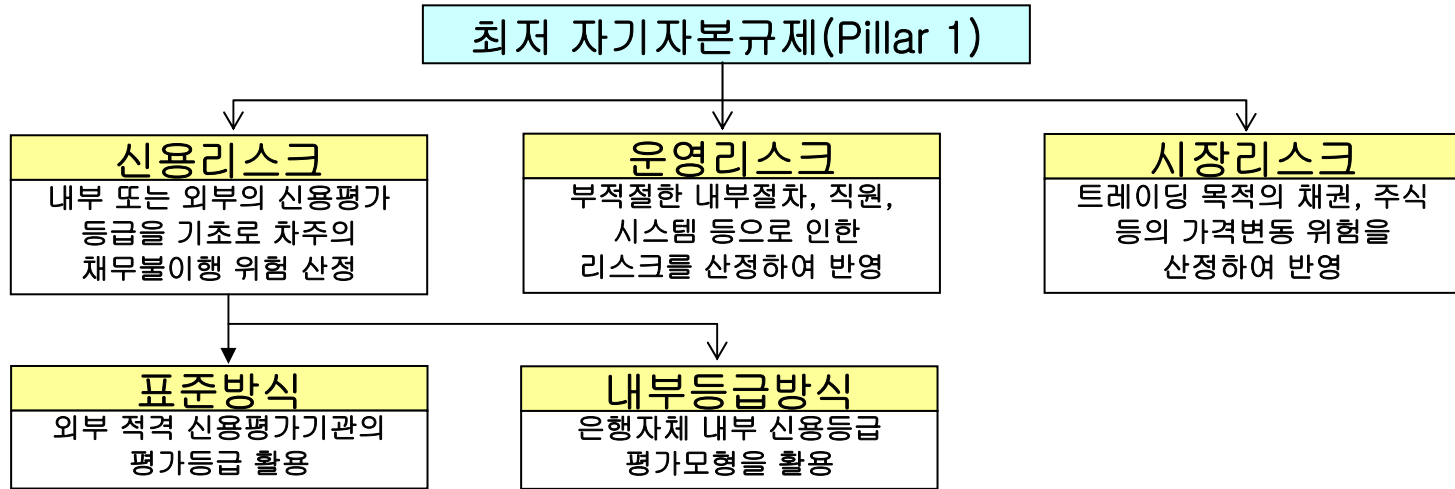 최저 자기자본규제(Pillar 1)
신용리스크
내부 또는 외부의 신용평가
등급을 기초로 차주의
채무불이행 위험 산정
운영리스크
부적절한 내부절차, 직원,
시스템 등으로 인한
리스크를 산정하여 반영
시장리스크
트레이딩 목적의 채권, 주식
등의 가격변동 위험을
산정하여 반영
표준방식
외부 적격 신용평가기관의
평가등급 활용
내부등급방식
은행자체 내부 신용등급
평가모형을 활용